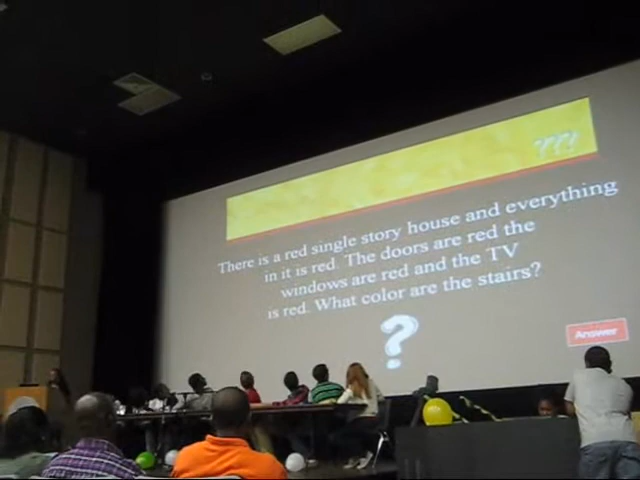 ???
There is a red single story house and everything
in it is red. The doors are red the
windows are red and the TV
is red. What color are the stairs?
?
Answer